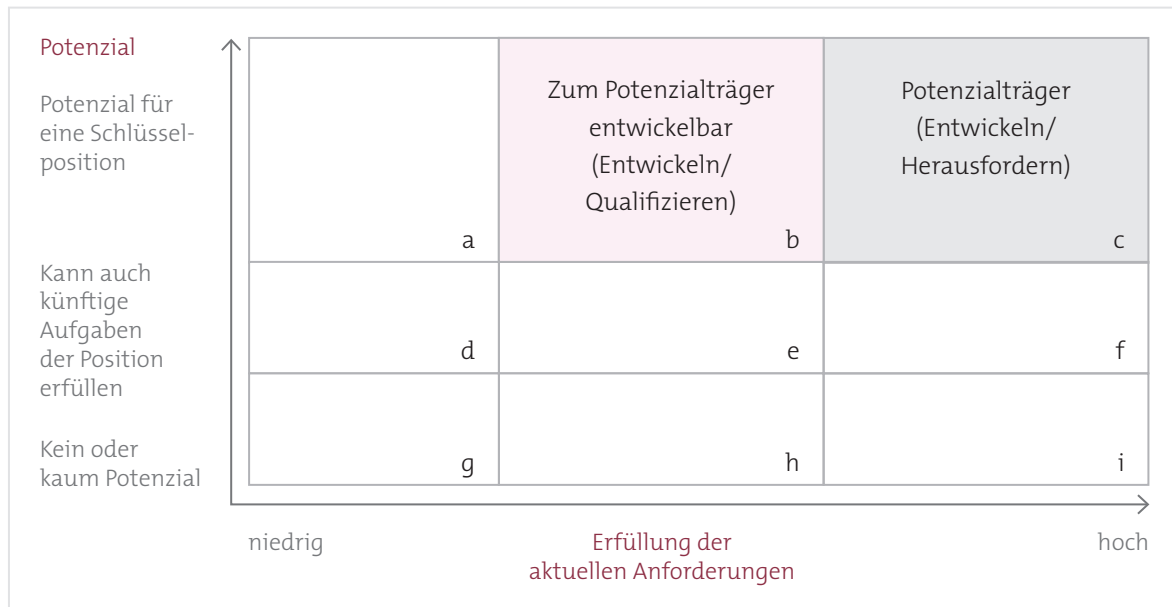 Potenzial
Potenzial für
eine Schlüssel-
position
Zum Potenzialträger
entwickelbar
(Entwickeln/
Qualifizieren)
Potenzialträger
(Entwickeln/
Herausfordern)
a
b
c
Kann auch
künftige
Aufgaben
der Position
erfüllen
d
e
f
Kein oder
kaum Potenzial
g
h
i
niedrig
Erfüllung der
aktuellen Anforderungen
hoch